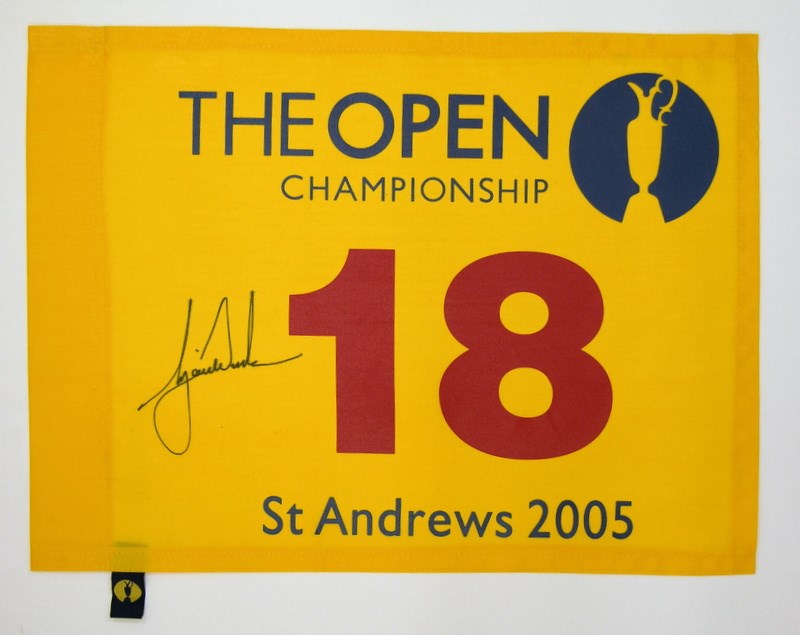 THE OPEN
CHAMPIONSHIP
18
St Andrews 2005